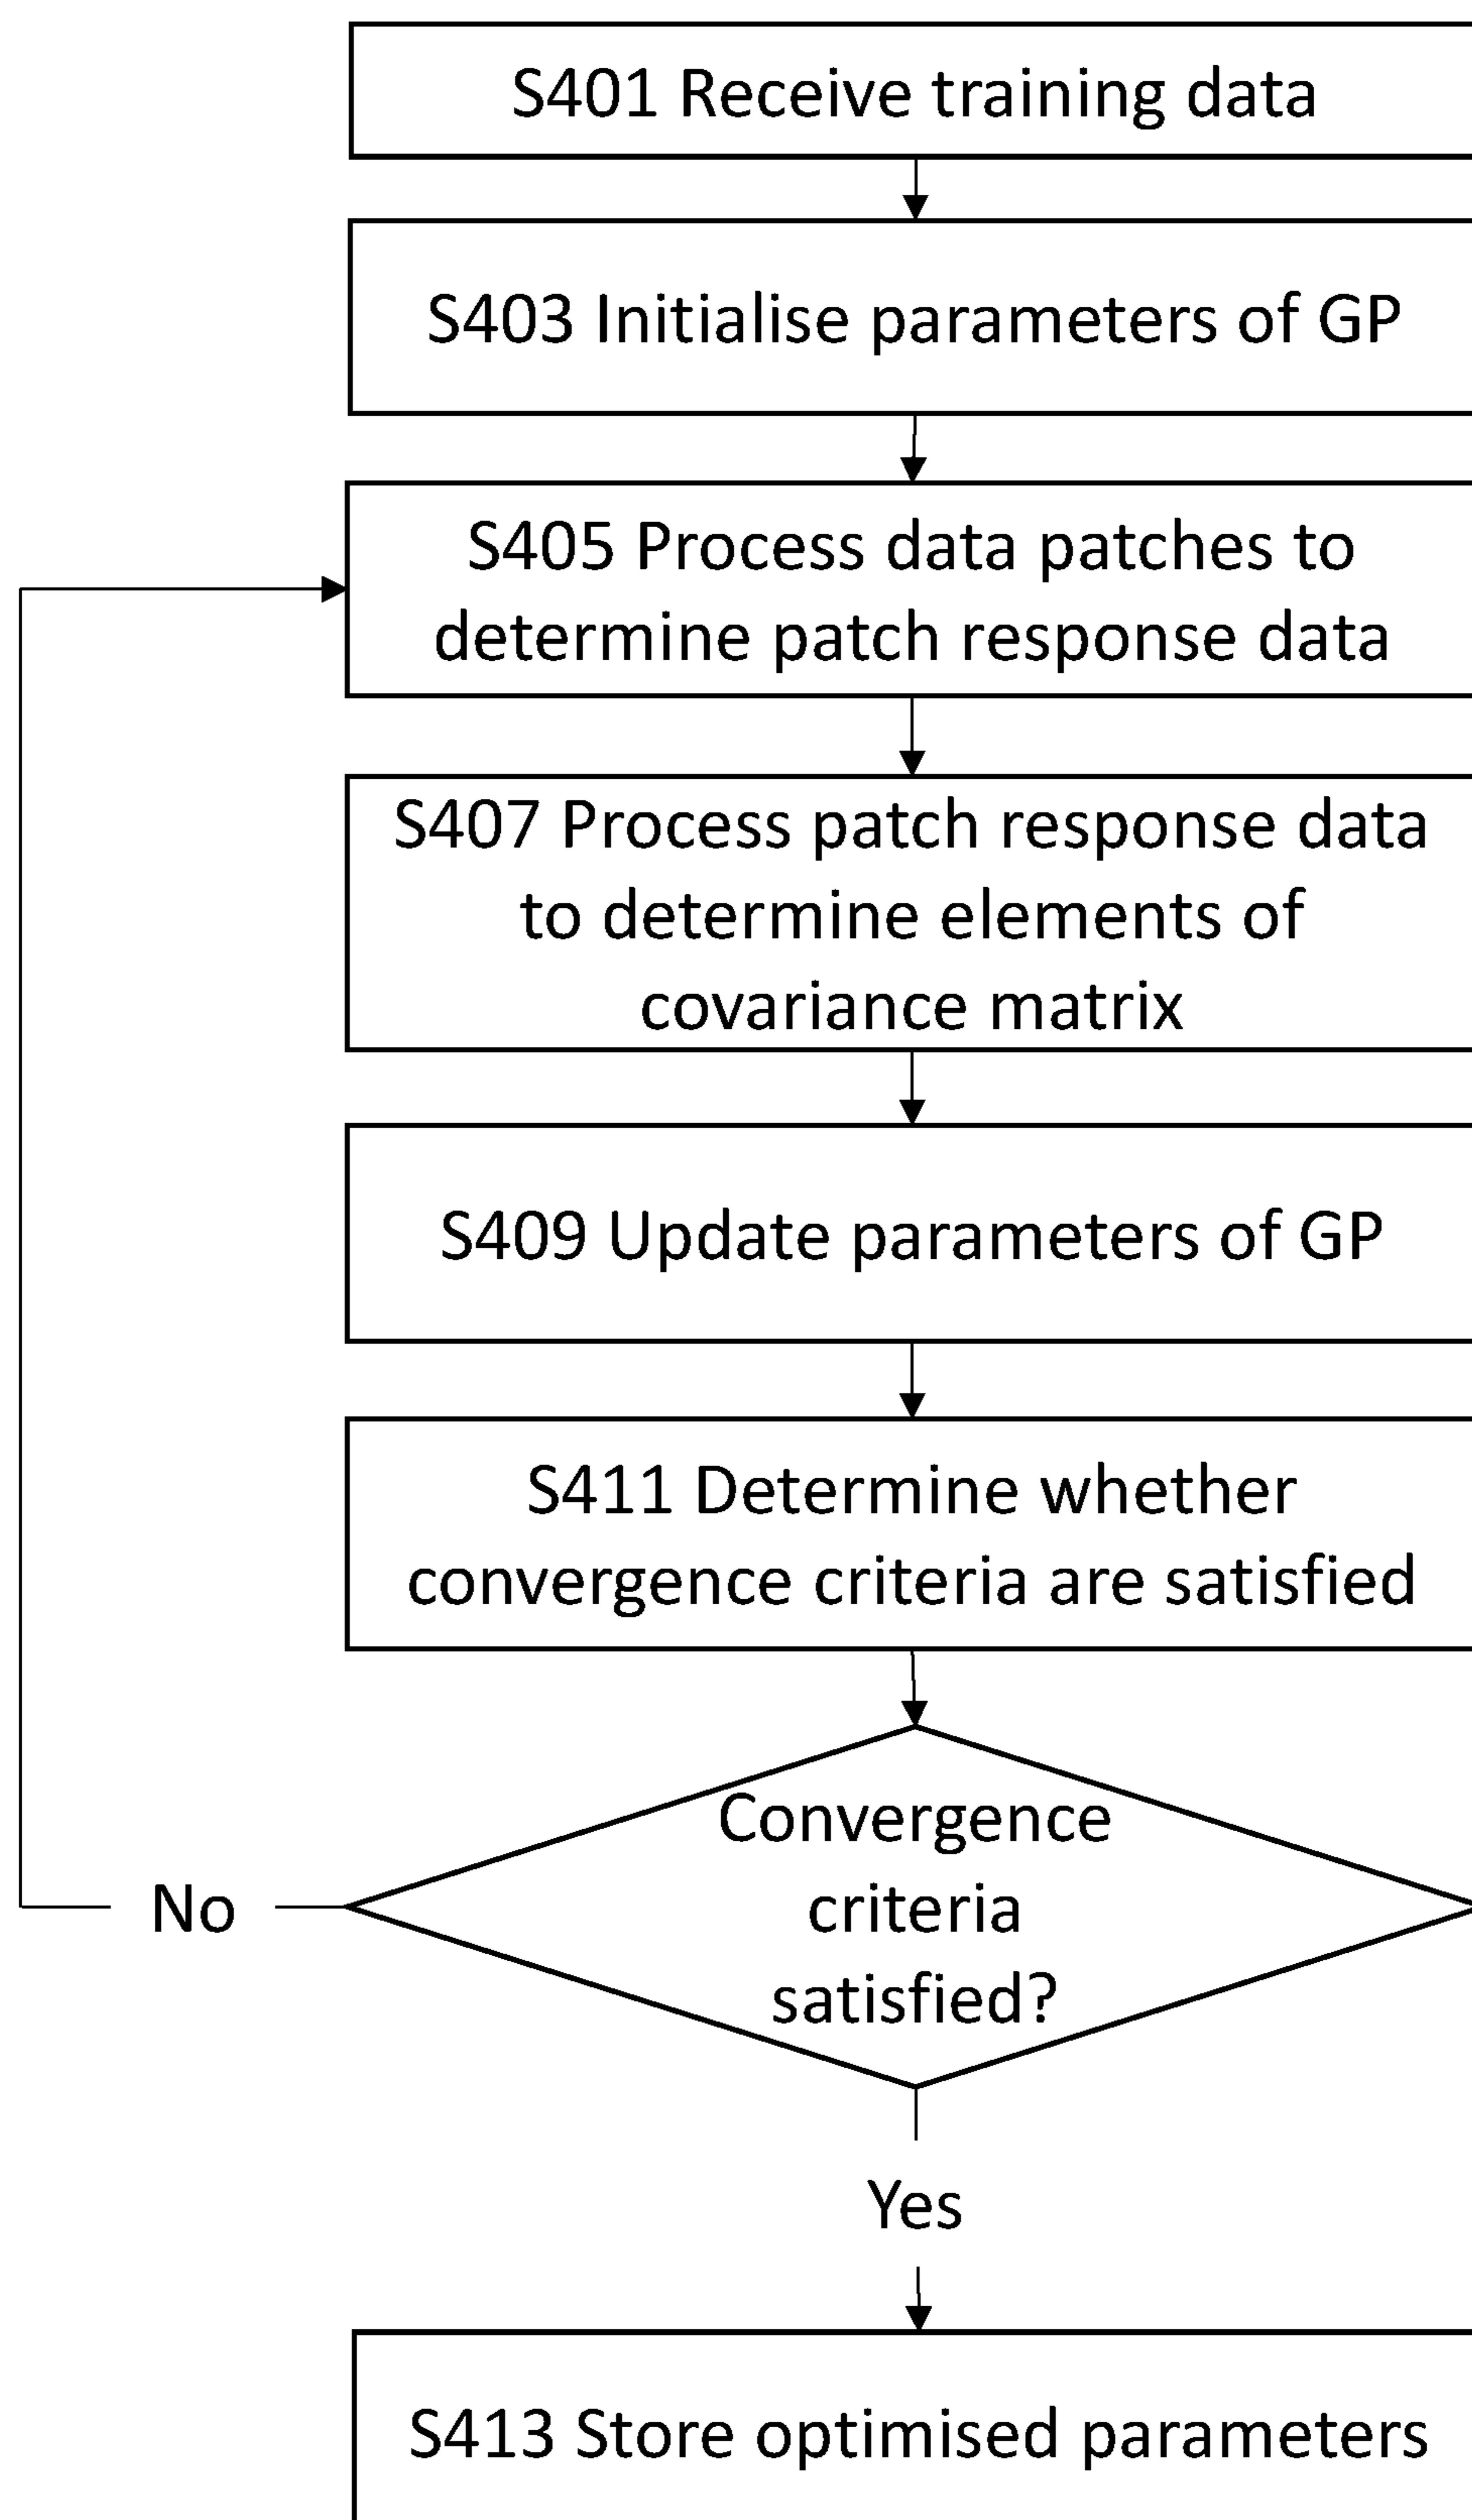 S401 Receive training data
S403 Initialise parameters of GP
S405 Process data patches to
determine patch response data
S407 Process patch response data
to determine elements of
covariance matrix
S409 Update parameters of GP
S411 Determine whether
convergence criteria are satisfied
Convergence
criteria
satisfied?
No
Yes
S413 Store optimised parameters